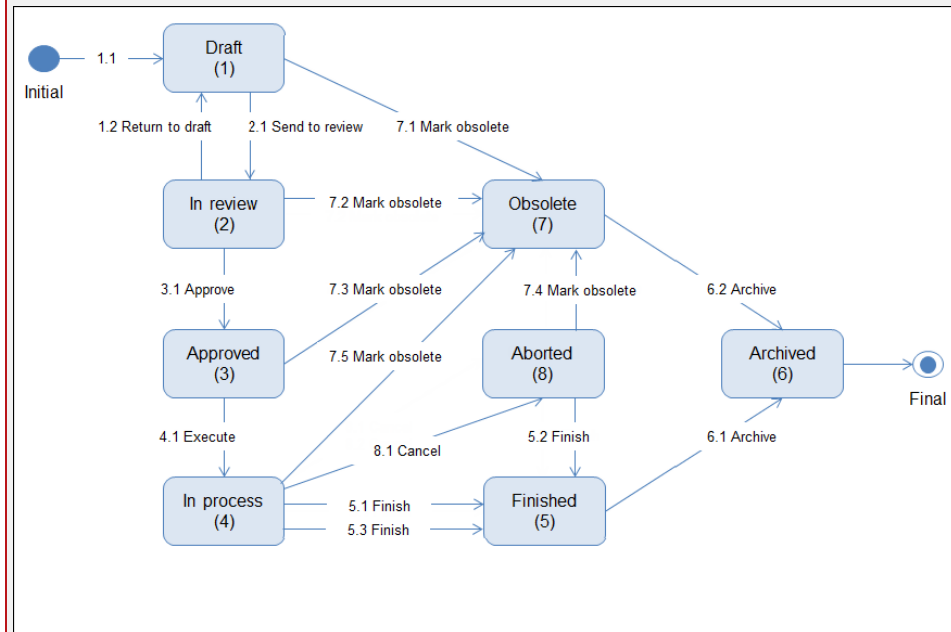 Draft
(1)
1.1
Initial
1.2 Return to draft
2.1 Send to review
7.1 Mark obsolete
In review
(2)
7.2 Mark obsolete
Obsolete
(7)
3.1 Approve
7.3 Mark obsolete
7.4 Mark obsolete
6.2 Archive
Approved
(3)
7.5 Mark obsolete
Aborted
(8)
Archived
(6)
Final
4.1 Execute
8.1 Cancel
5.2 Finish
6.1 Archive
In process
(4)
5.1 Finish
5.3 Finish
Finished
(5)